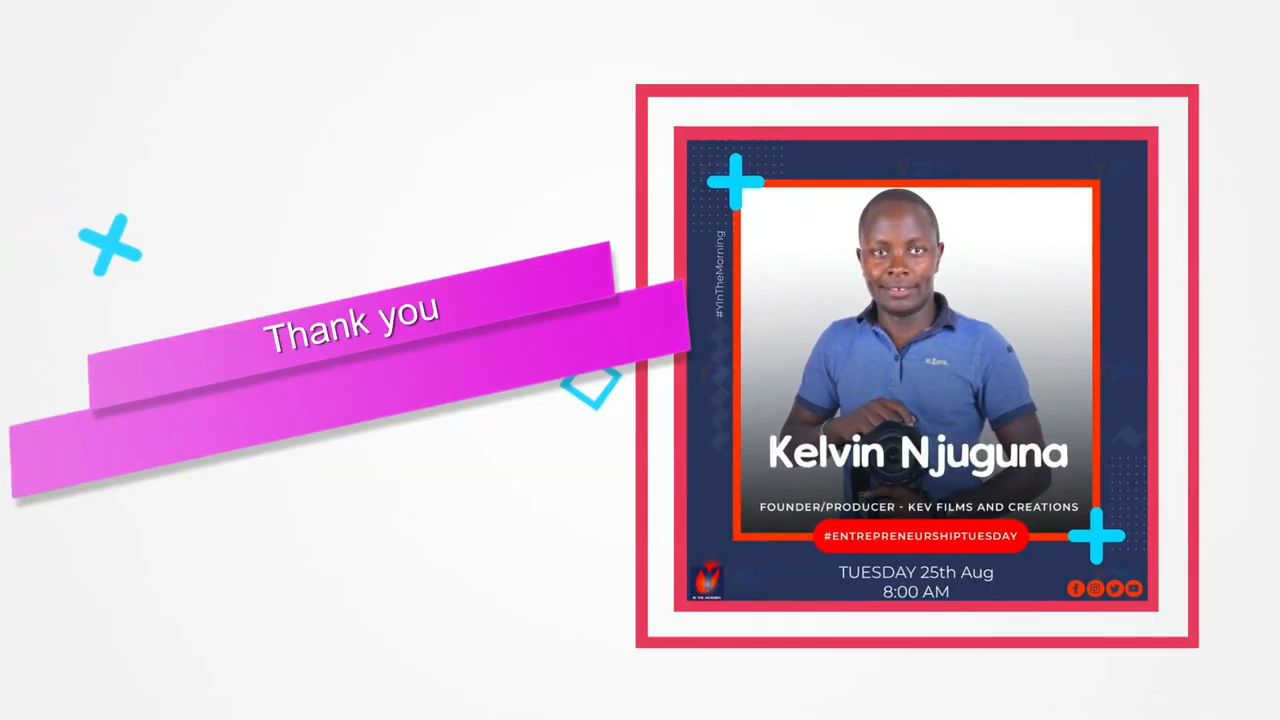 Thank you
#YInTheMorning
Kelvin Njuguna
FOUNDER/PRODUCER - KEV FILMS AND CREATIONS
#ENTREPRENEURSHIPTUESDAY
TUESDAY 25th Aug
8:00 AM